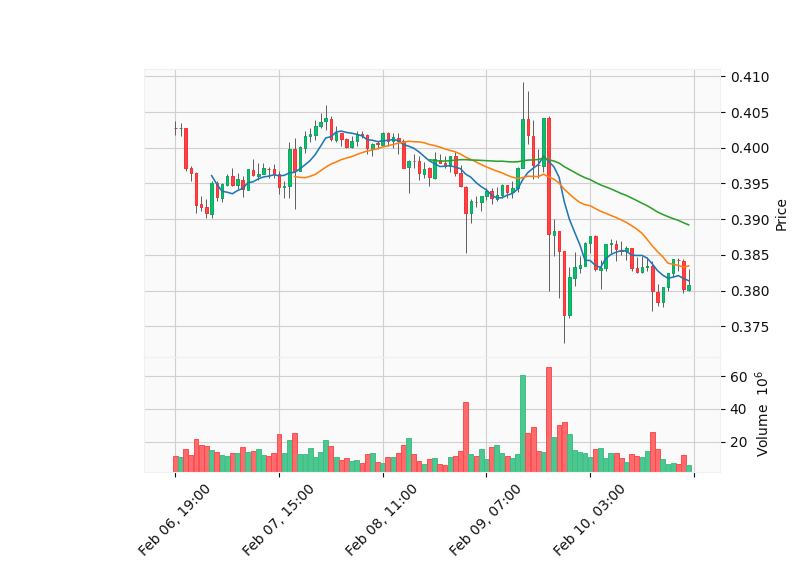 0.410
0.405
0.400
0.395
0.390
0.385
0.380
0.375
Price
60
40
20
Volume 10^6
Feb 06, 19:00
Feb 07, 15:00
Feb 08, 11:00
Feb 09, 07:00
Feb 10, 03:00